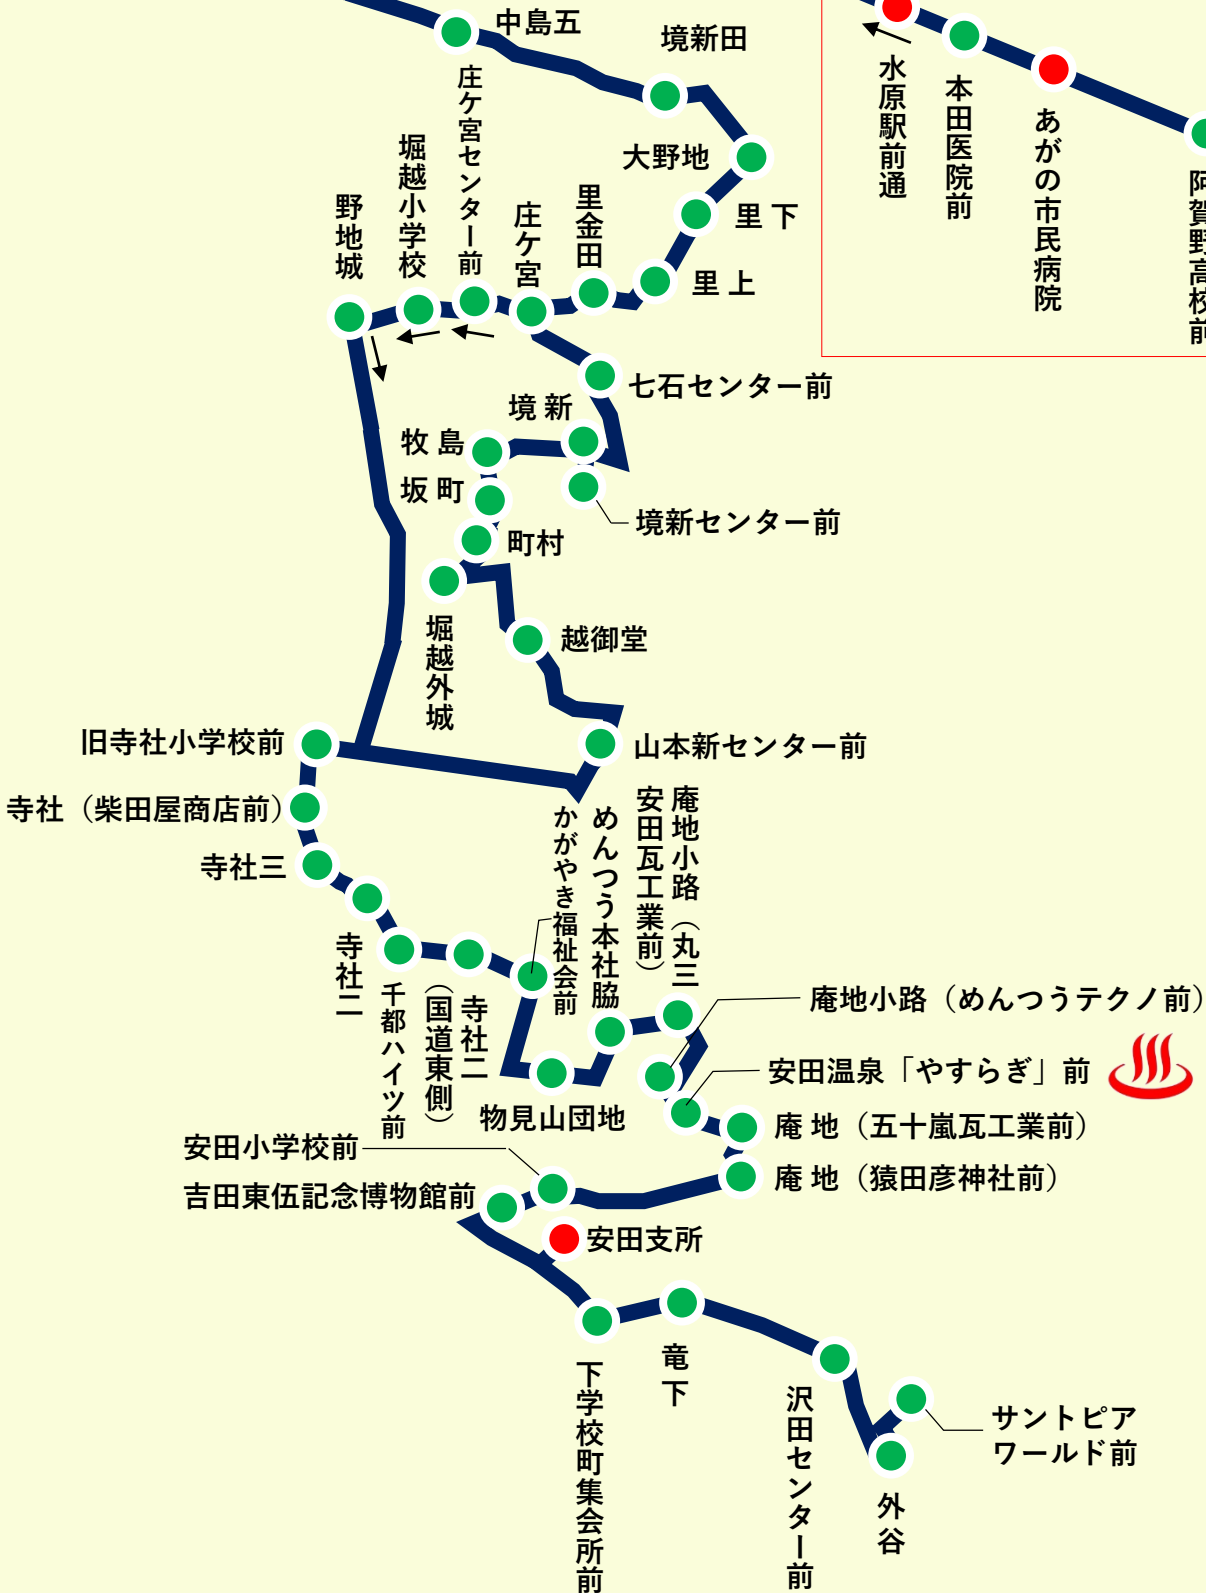 中島五
境新田
大野地
里 下
里 上
里金田
庄ケ宮
庄ケ宮センター前
堀越小学校
野地城
水原駅前通
本田医院前
あがの市民病院
阿賀野高校前
七石センター前
境 新
牧 島
坂 町
境新センター前
町村
堀越外城
越御堂
山本新センター前
旧寺社小学校前
寺社（柴田屋商店前）
寺社三
寺社二
千都ハイツ前
寺社二
（国道東側）
かがやき福祉会前
物見山団地
めんつう本社脇
庵地小路（丸三
安田瓦工業前）
庵地小路（めんつうテクノ前）
安田温泉「やすらぎ」前
庵 地（五十嵐瓦工業前）
庵 地（猿田彦神社前）
安田小学校前
吉田東伍記念博物館前
安田支所
下学校町集会所前
竜下
沢田センター前
サントピア
ワールド前
外谷